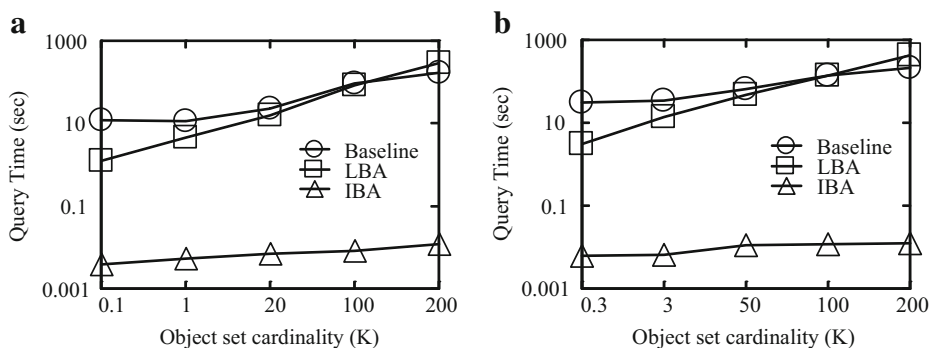 a
1000
10
0.1
0.001
Query Time (sec)
Baseline
LBA
IBA
0.1 1 20 100 200
Object set cardinality (K)
b
1000
10
0.1
0.001
Query Time (sec)
Baseline
LBA
IBA
0.3 3 50 100 200
Object set cardinality (K)